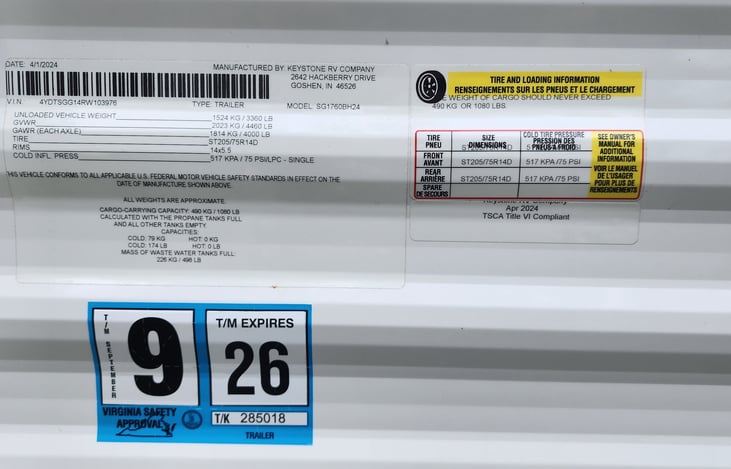 DATE: 4/1/2024
MANUFACTURED BY: KEYSTONE RV COMPANY
2642 HACKBERRY DRIVE
GOSHEN, IN 46526
V.I.N. 4YDTSGG14RW103976 TYPE: TRAILER MODEL: SG1760BH24
UNLOADED VEHICLE WEIGHT 1524 KG / 3360 LB
GVWR 2023 KG / 4460 LB
GAWR (EACH AXLE) 1814 KG / 4000 LB
TIRE ST205/75R14D
RIMS 14x5.5
COLD INFL. PRESS 517 KPA / 75 PSI/LPC - SINGLE
THIS VEHICLE CONFORMS TO ALL APPLICABLE U.S. FEDERAL MOTOR VEHICLE SAFETY STANDARDS IN EFFECT ON THE
DATE OF MANUFACTURE SHOWN ABOVE.
ALL WEIGHTS ARE APPROXIMATE.
CARGO-CARRYING CAPACITY: 490 KG / 1080 LB
CALCULATED WITH THE PROPANE TANKS FULL
AND ALL OTHER TANKS EMPTY.
CAPACITIES:
COLD: 79 KG HOT: 0 KG
COLD: 174 LB HOT: 0 LB
MASS OF WASTE WATER TANKS FULL:
226 KG / 498 LB
TIRE AND LOADING INFORMATION
RENSEIGNEMENTS SUR LES PNEUS ET LE CHARGEMENT
WEIGHT OF CARGO SHOULD NEVER EXCEED
490 KG OR 1080 LBS.
TIRE
PNEU
SIZE
DIMENSIONS
COLD TIRE PRESSURE
PRESSION DES
PNEUS A FROID
ST205/75R14D 517 KPA / 75 PSI
FRONT
AVANT
ST205/75R14D 517 KPA / 75 PSI
REAR
ARRIÈRE
ST205/75R14D 517 KPA / 75 PSI
SPARE
DE SECOURS
SEE OWNER'S
MANUAL FOR
ADDITIONAL
INFORMATION
VOIR LE MANUEL
DE L'USAGER
POUR PLUS DE
RENSEIGNEMENTS
Keystone RV Company
Apr 2024
TSCA Title VI Compliant
T/M SEPTEMBER
9
T/M EXPIRES
26
VIRGINIA SAFETY
APPROVAL
T/K 285018
TRAILER